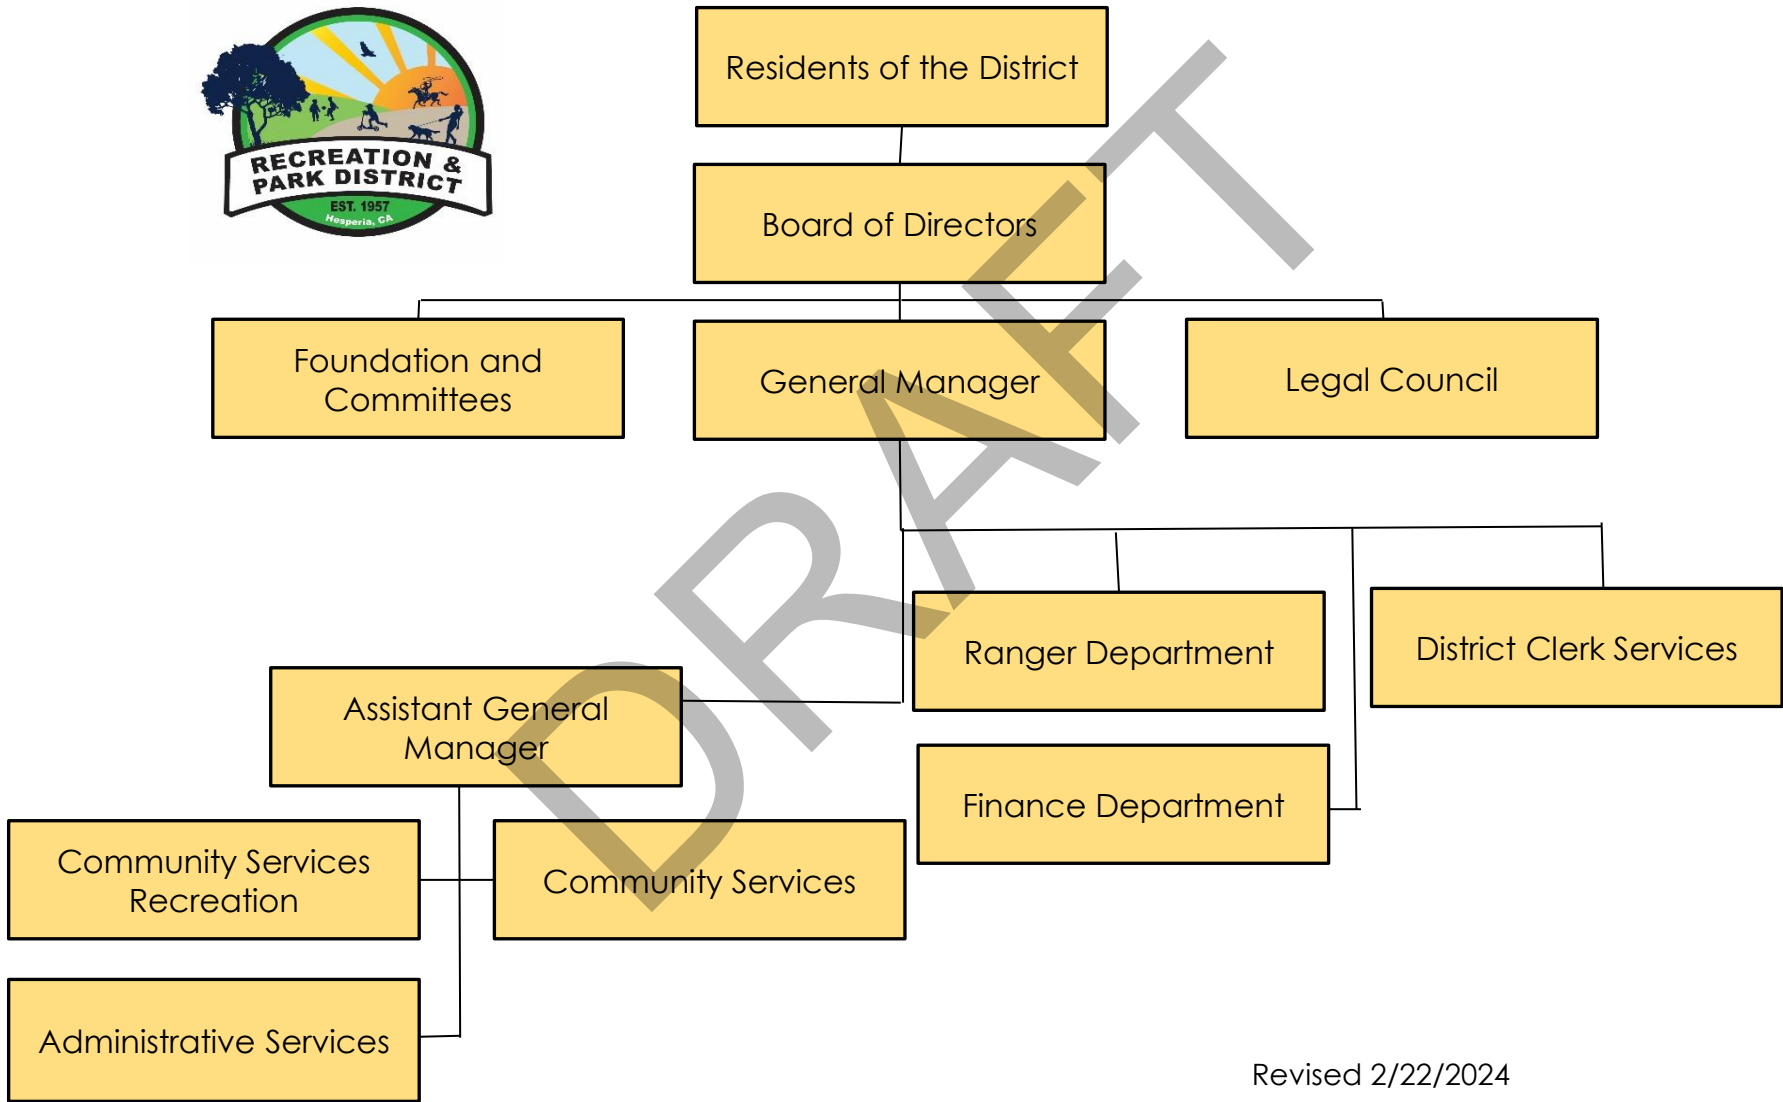 RECREATION &
PARK DISTRICT
EST. 1957
Hesperia, CA
Residents of the District
Board of Directors
Foundation and
Committees
General Manager
Legal Council
Ranger Department
District Clerk Services
Assistant General
Manager
Finance Department
Community Services
Recreation
Community Services
Administrative Services
DRAFT
Revised 2/22/2024